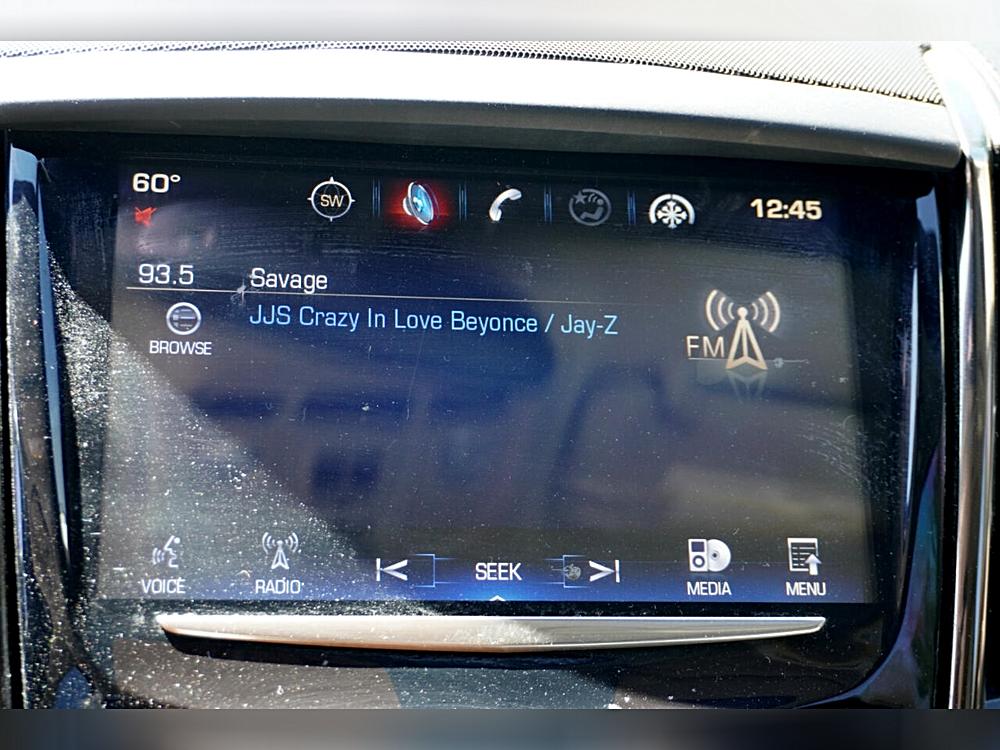 60°
SW
12:45
93.5 Savage
JJS Crazy In Love Beyonce / Jay-Z
BROWSE
FM
VOICE
RADIO
SEEK
MEDIA
MENU